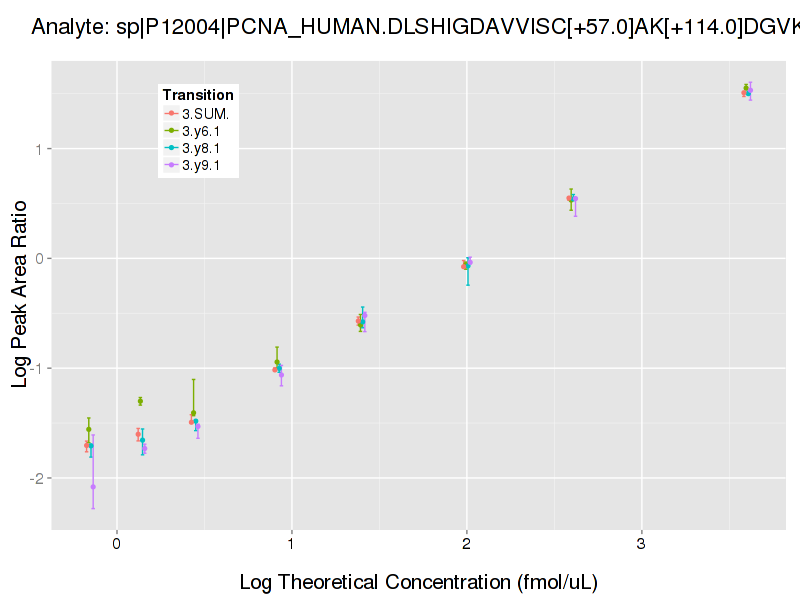 Analyte: sp|P12004|PCNA_HUMAN.DLSHIGDAVVISC[+57.0]AK[+114.0]DGVK
Transition
3.SUM.
3.y6.1
3.y8.1
3.y9.1
Log Peak Area Ratio
1
0
-1
-2
0
1
2
3
Log Theoretical Concentration (fmol/uL)